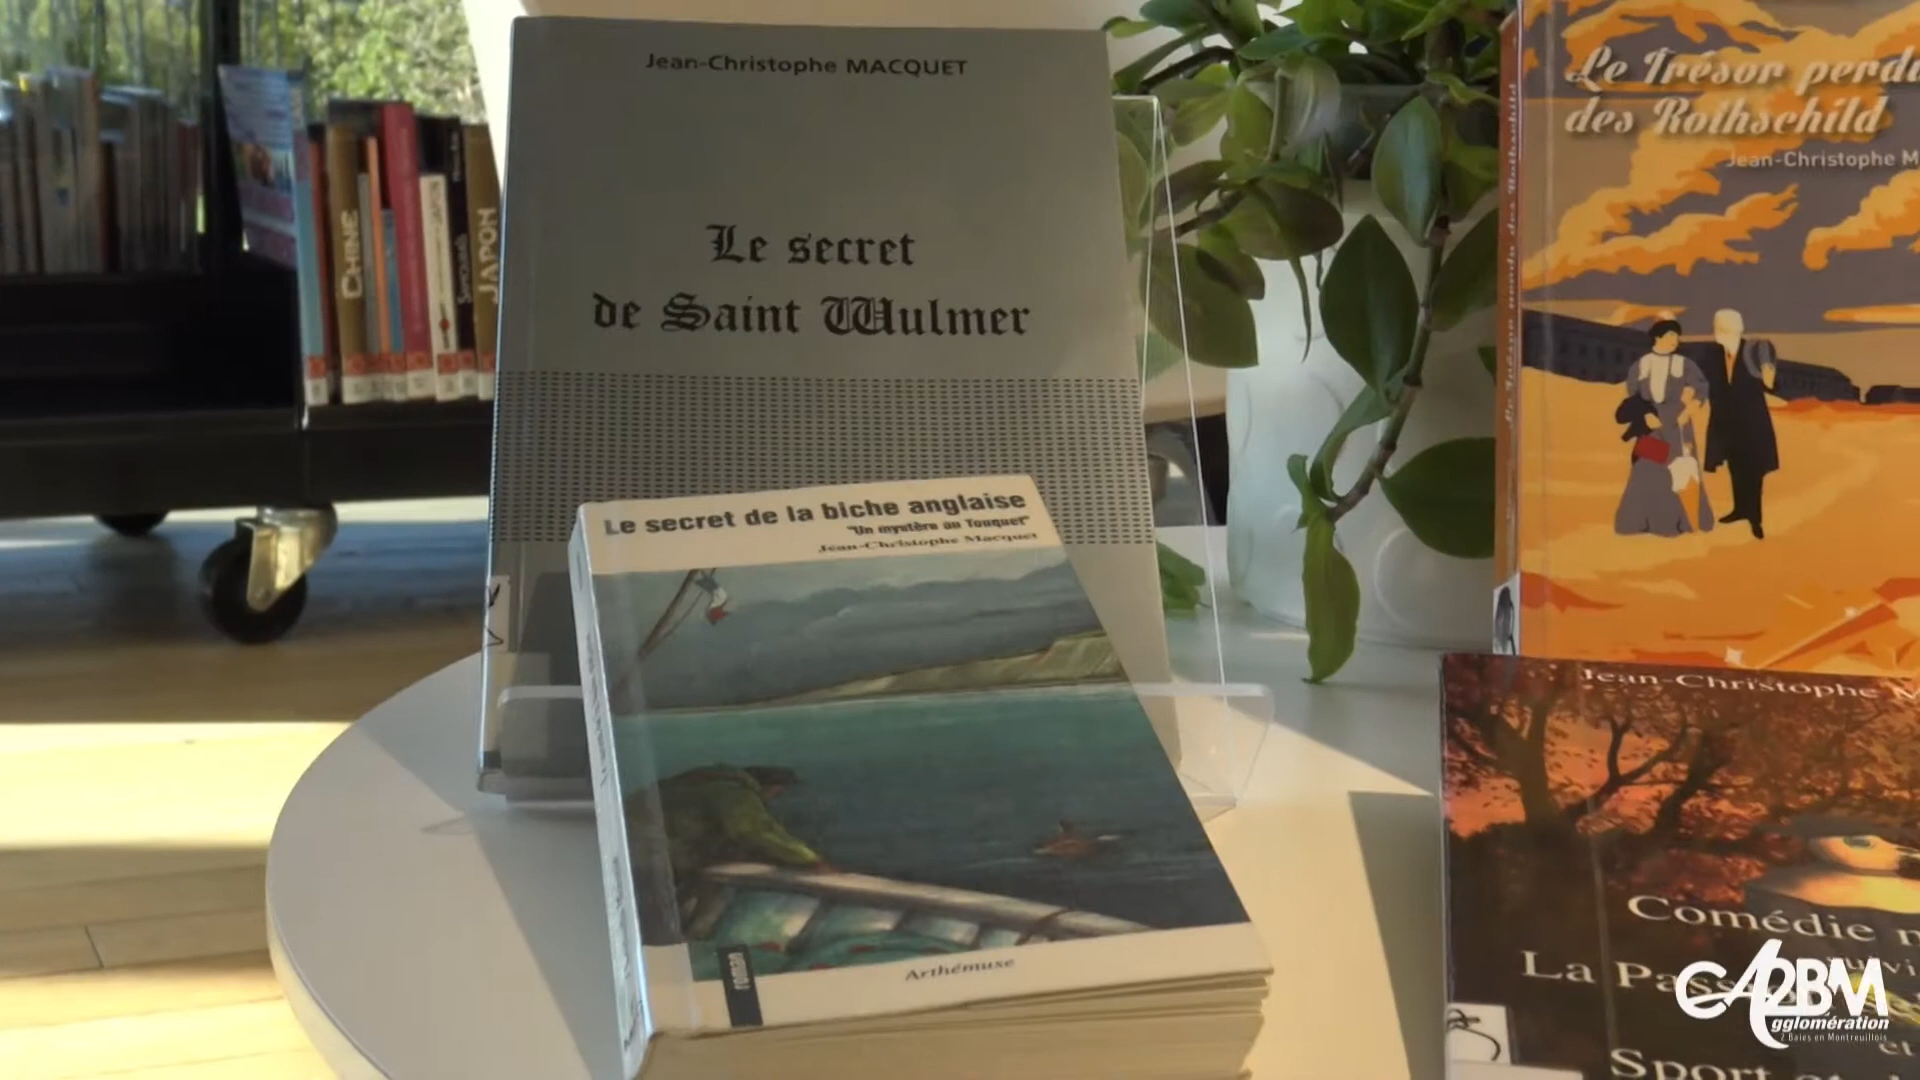 Jean-Christophe MACQUET
Le secret
de Saint Wulmer
Le secret de la biche anglaise
"Un mystère au Touquet"
Jean-Christophe Macquet
roman
Arthémuse
Le Trésor perdu
des Rothschild
Jean-Christophe M
Jean-Christophe M
Comédie
La
Sport
CHINE
JAPON
CA2BM
Agglomération
2 Baies en Montreuillois